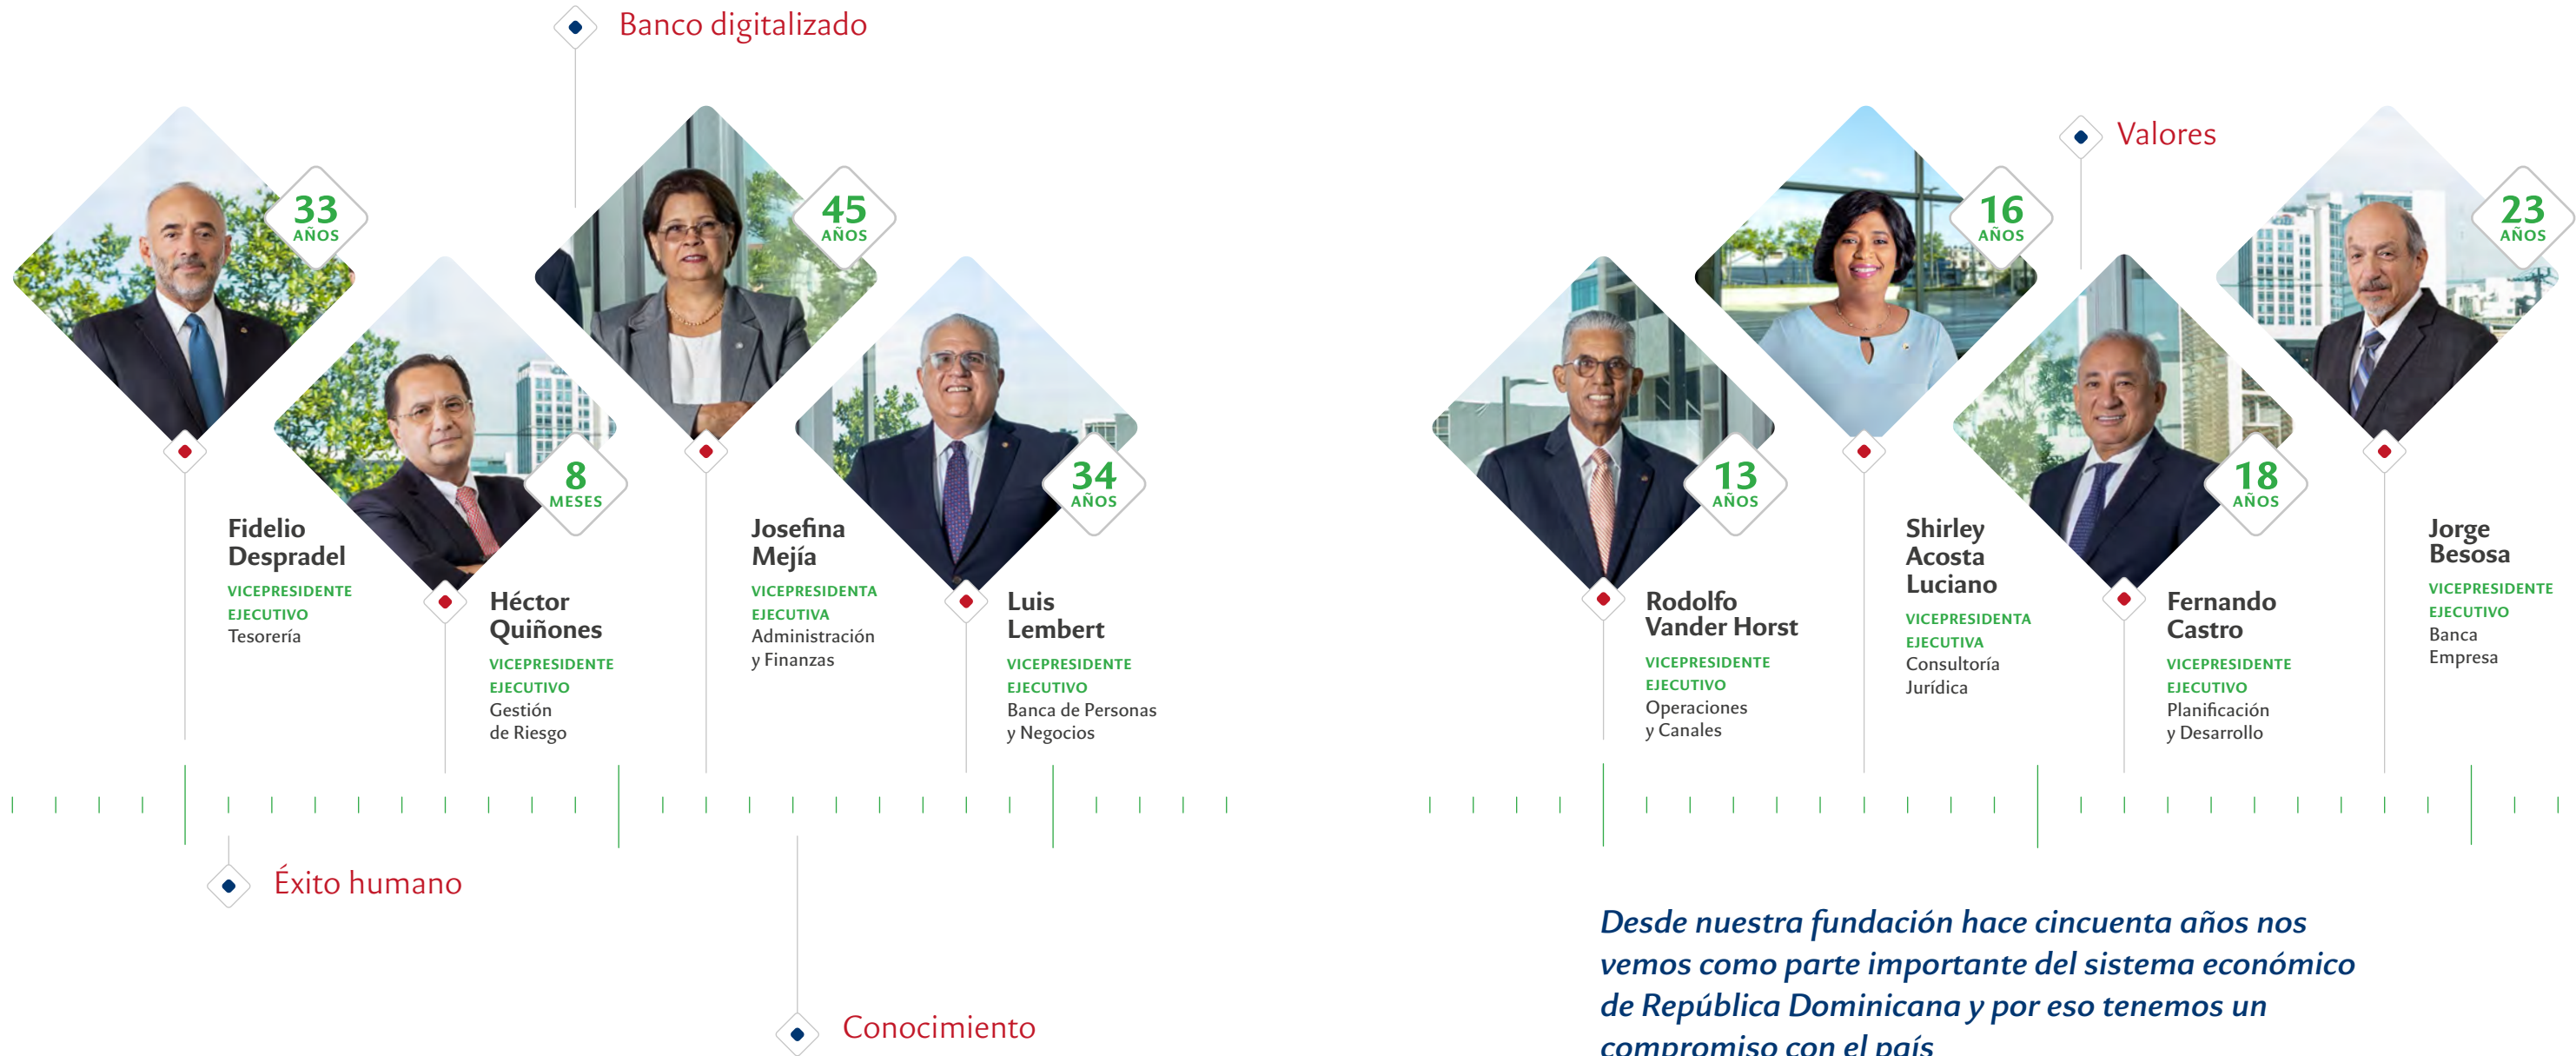 Banco digitalizado
33
AÑOS
Fidelio
Despradel
VICEPRESIDENTE
EJECUTIVO
Tesorería
8
MESES
Héctor
Quiñones
VICEPRESIDENTE
EJECUTIVO
Gestión
de Riesgo
45
AÑOS
Josefina
Mejía
VICEPRESIDENTA
EJECUTIVA
Administración
y Finanzas
34
AÑOS
Luis
Lembert
VICEPRESIDENTE
EJECUTIVO
Banca de Personas
y Negocios
Éxito humano
Conocimiento
Valores
13
AÑOS
Rodolfo
Vander Horst
VICEPRESIDENTE
EJECUTIVO
Operaciones
y Canales
16
AÑOS
Shirley
Acosta
Luciano
VICEPRESIDENTA
EJECUTIVA
Consultoría
Jurídica
18
AÑOS
Fernando
Castro
VICEPRESIDENTE
EJECUTIVO
Planificación
y Desarrollo
23
AÑOS
Jorge
Besosa
VICEPRESIDENTE
EJECUTIVO
Banca
Empresa
Desde nuestra fundación hace cincuenta años nos
vemos como parte importante del sistema económico
de República Dominicana y por eso tenemos un
compromiso con el país